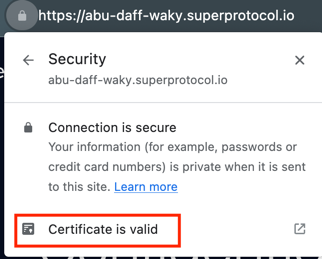 https://abu-daff-waky.superprotocol.io
Security
abu-daff-waky.superprotocol.io
Connection is secure
Your information (for example, passwords or
credit card numbers) is private when it is sent
to this site. Learn more
Certificate is valid